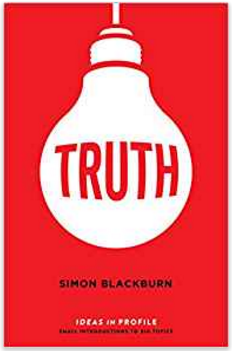 TRUTH
SIMON BLACKBURN
IDEAS IN PROFILE
SMALL INTRODUCTIONS TO BIG TOPICS